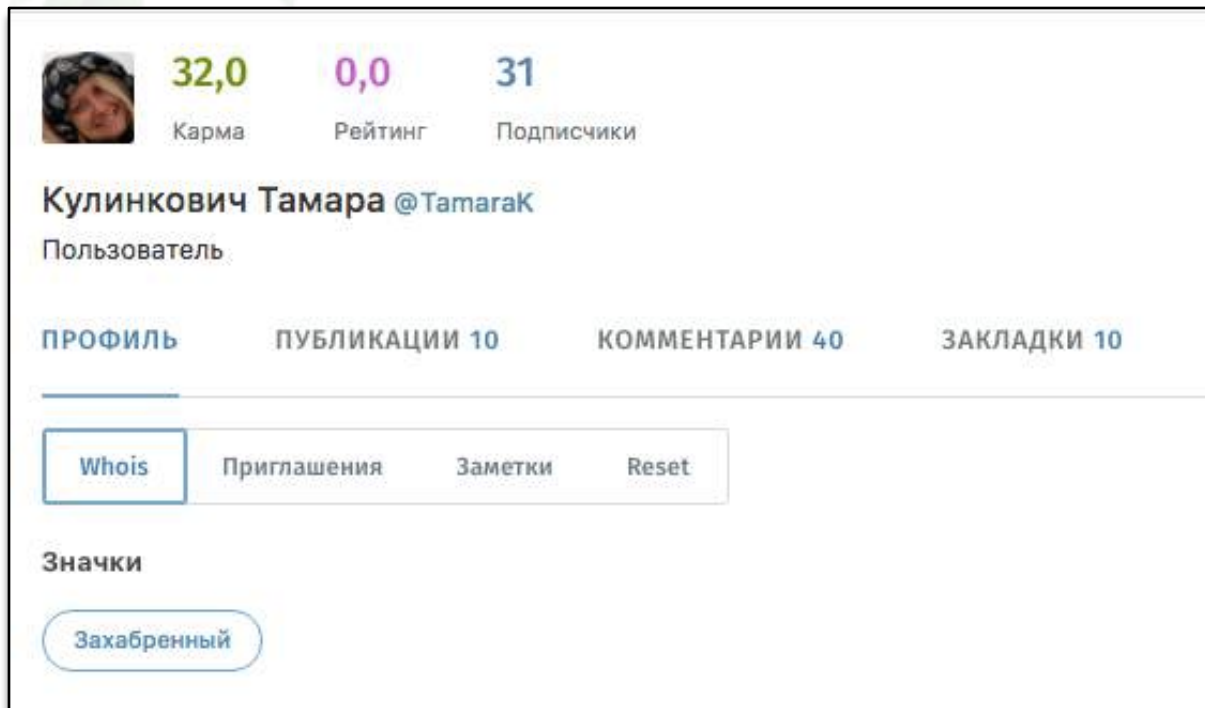 32,0 0,0 31
Карма Рейтинг Подписчики
Кулинкович Тамара @TamaraK
Пользователь
ПРОФИЛЬ ПУБЛИКАЦИИ 10 КОММЕНТАРИИ 40 ЗАКЛАДКИ 10
Whois Приглашения Заметки Reset
Значки
Захабренный